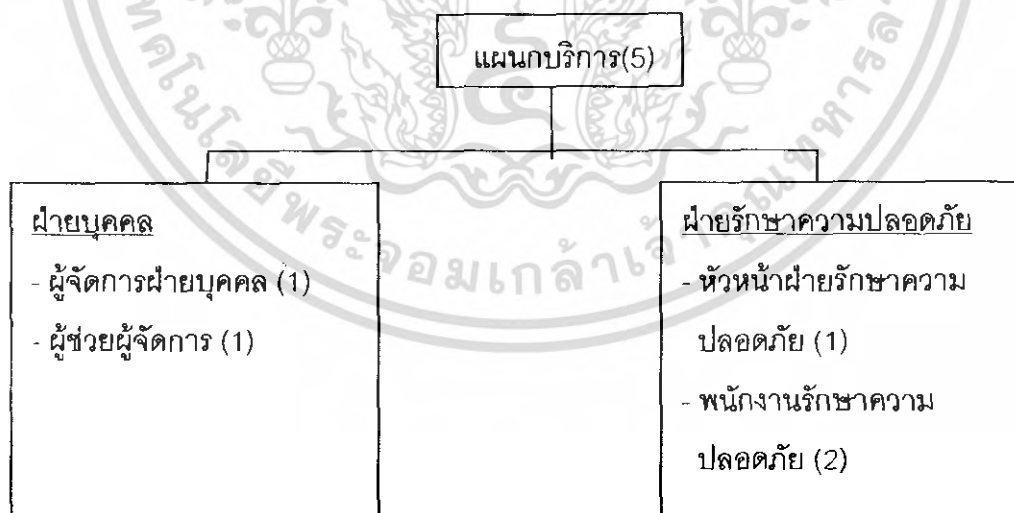 แผนกบริการ(5)
ฝ่ายบุคคล
- ผู้จัดการฝ่ายบุคคล (1)
- ผู้ช่วยผู้จัดการ (1)
ฝ่ายรักษาความปลอดภัย
- หัวหน้าฝ่ายรักษาความ
ปลอดภัย (1)
- พนักงานรักษาความ
ปลอดภัย (2)